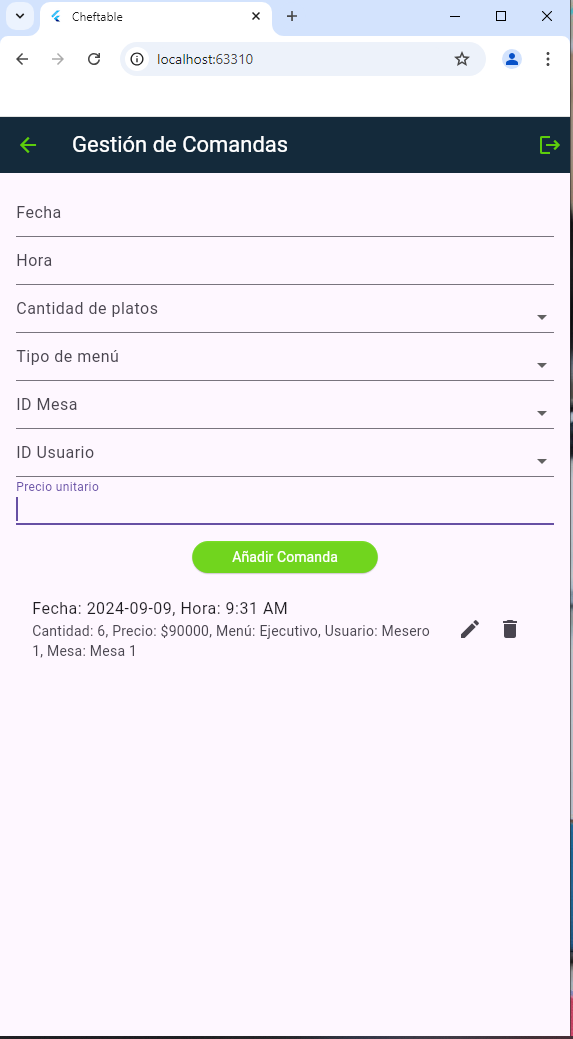 Cheftable
localhost:63310
Gestión de Comandas
Fecha
Hora
Cantidad de platos
Tipo de menú
ID Mesa
ID Usuario
Precio unitario
Añadir Comanda
Fecha: 2024-09-09, Hora: 9:31 AM
Cantidad: 6, Precio: $90000, Menú: Ejecutivo, Usuario: Mesero
1, Mesa: Mesa 1